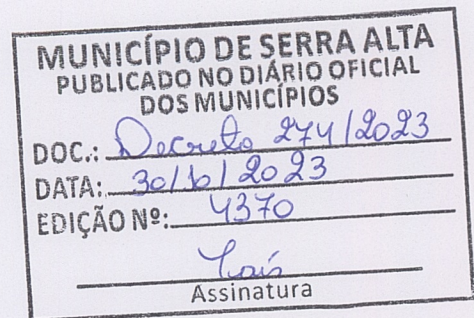 MUNICÍPIO DE SERRA ALTA
PUBLICADO NO DIÁRIO OFICIAL
DOS MUNICÍPIOS
DOC.: Decreto 274/2023
DATA: 30/10/2023
EDIÇÃO Nº: 4370
Laís
Assinatura